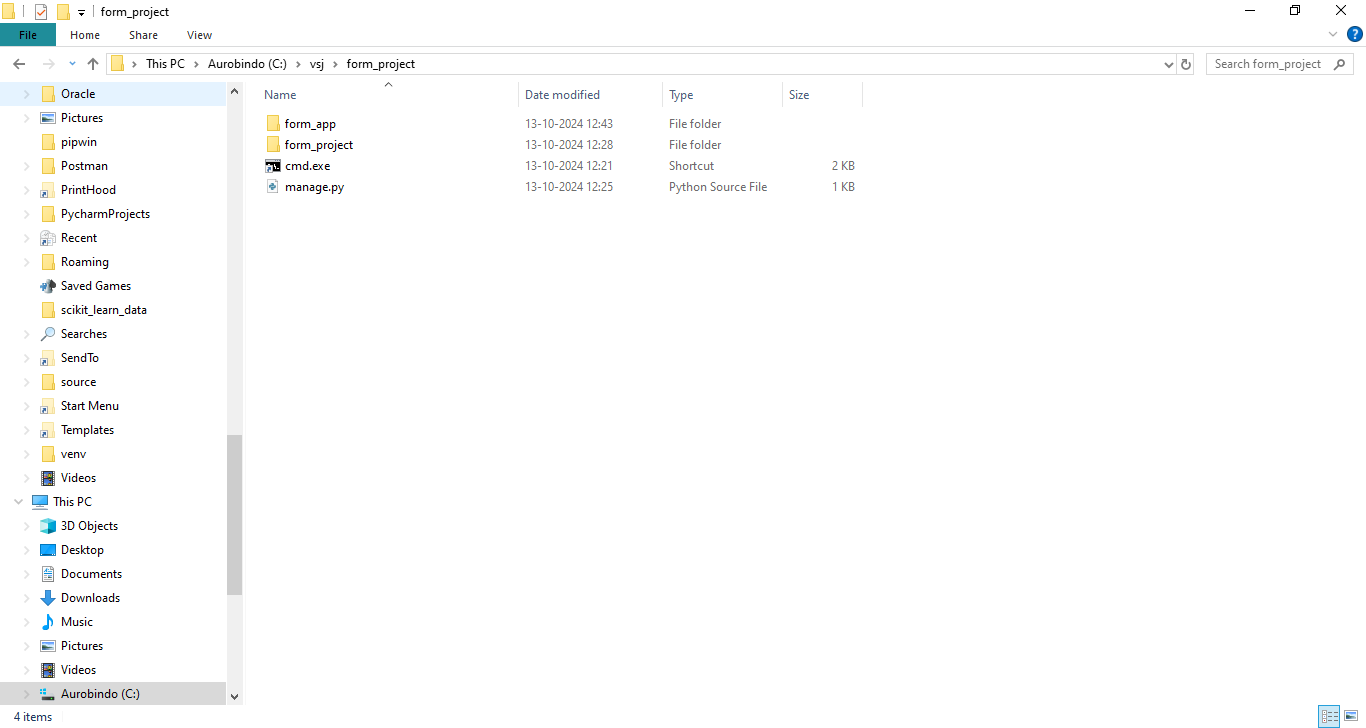 form_project
File Home Share View
This PC Aurobindo (C:) vsj form_project Search form_project
Name Date modified Type Size
form_app 13-10-2024 12:43 File folder
form_project 13-10-2024 12:28 File folder
cmd.exe 13-10-2024 12:21 Shortcut 2 KB
manage.py 13-10-2024 12:25 Python Source File 1 KB
Oracle
Pictures
pipwin
Postman
PrintHood
PycharmProjects
Recent
Roaming
Saved Games
scikit_learn_data
Searches
SendTo
source
Start Menu
Templates
venv
Videos
This PC
3D Objects
Desktop
Documents
Downloads
Music
Pictures
Videos
Aurobindo (C:)
4 items